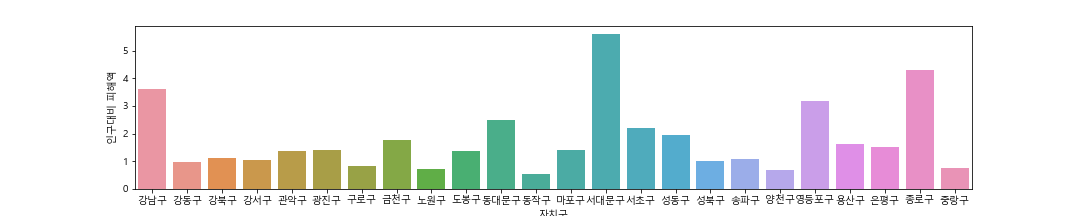 5
4
3
2
1
0
인구대비 피해액
강남구 강동구 강북구 강서구 관악구 광진구 구로구 금천구 노원구 도봉구 동대문구 동작구 마포구 서대문구 서초구 성동구 성북구 송파구 양천구 영등포구 용산구 은평구 종로구 중랑구
자치구